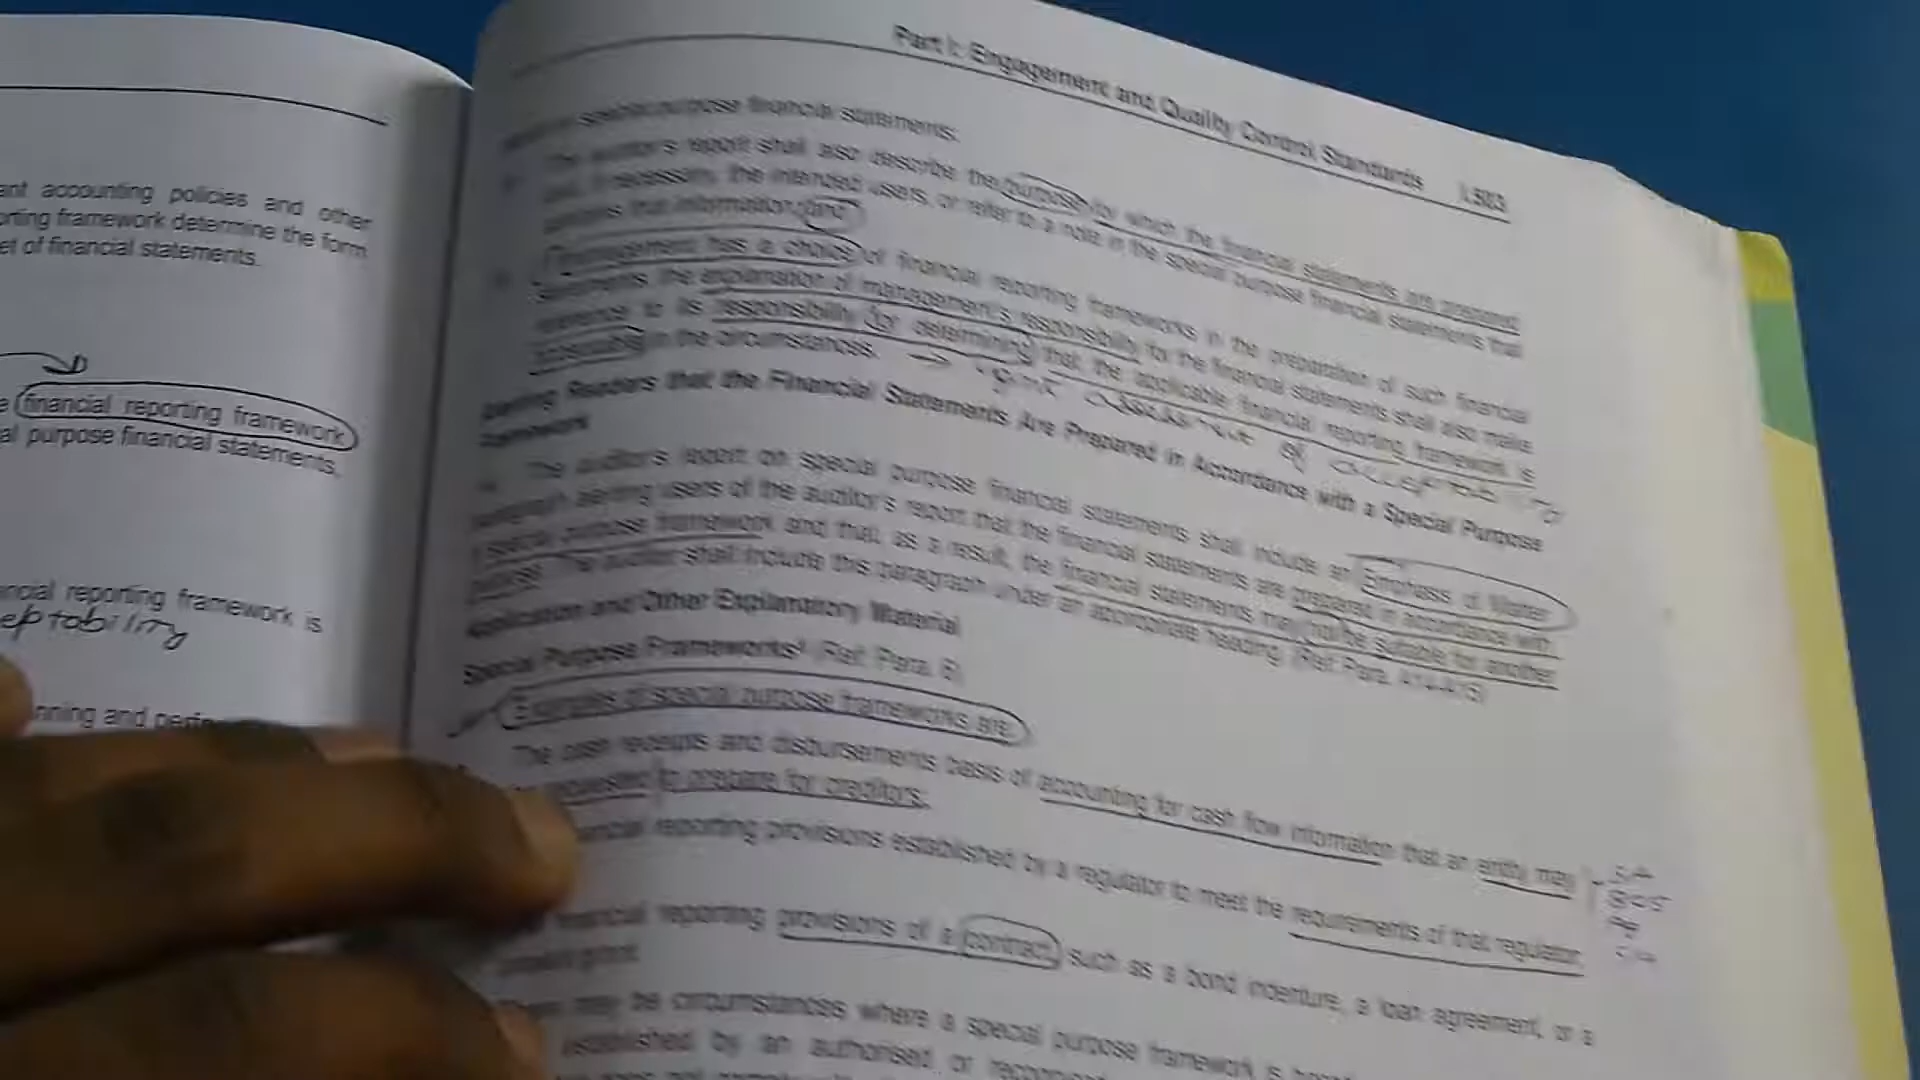 ant accounting policies and other
orting framework determine the form
et of financial statements.
financial reporting framework
al purpose financial statements.
ncial reporting framework is
eptability
nning and
Part I: Engagement and Quality Control Standards I.503
special purpose financial statements:
The auditor's report shall also describe the purpose for which the financial statements are prepared
and, if necessary, the intended users, or refer to a note in the special purpose financial statements that
contains that information; and
If management has a choice of financial reporting frameworks in the preparation of such financial
statements, the explanation of management's responsibility for the financial statements shall also make
reference to its responsibility for determining that the applicable financial reporting framework is
acceptable in the circumstances.
Alerting Readers that the Financial Statements Are Prepared in Accordance with a Special Purpose
Framework
The auditor's report on special purpose financial statements shall include an Emphasis of Matter
paragraph alerting users of the auditor's report that the financial statements are prepared in accordance with
a special purpose framework and that, as a result, the financial statements may not be suitable for another
purpose. The auditor shall include this paragraph under an appropriate heading. (Ref: Para. A14-A15)
Application and Other Explanatory Material
Special Purpose Frameworks (Ref: Para. 6)
Examples of special purpose frameworks are:
The cash receipts and disbursements basis of accounting for cash flow information that an entity may
be requested to prepare for creditors;
financial reporting provisions established by a regulator to meet the requirements of that regulator;
financial reporting provisions of a contract, such as a bond indenture, a loan agreement, or a
grant
may be circumstances where a special purpose framework is
established by an authorised or